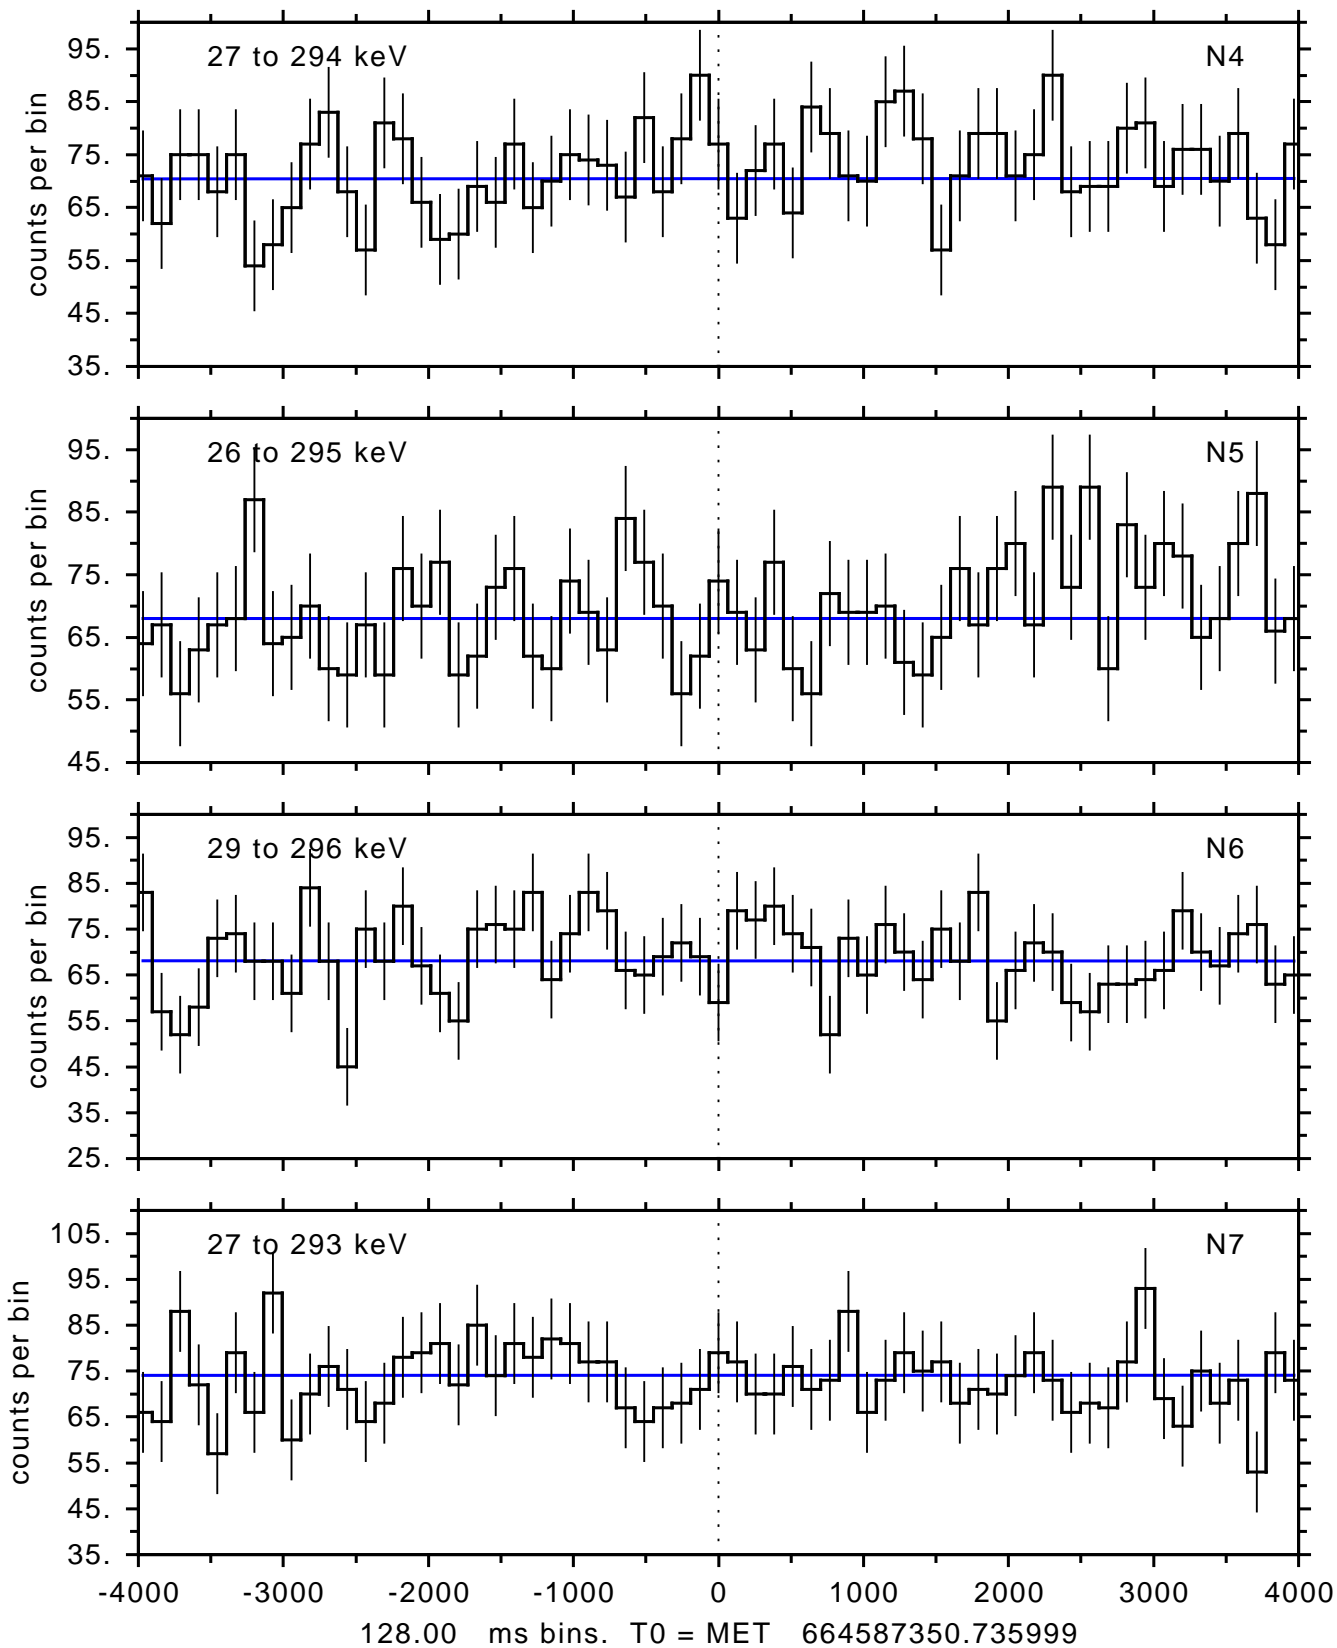 27 to 294 keV N4
95.
85.
75.
65.
55.
45.
35.
counts per bin
26 to 295 keV N5
95.
85.
75.
65.
55.
45.
counts per bin
29 to 296 keV N6
95.
85.
75.
65.
55.
45.
35.
25.
counts per bin
27 to 293 keV N7
105.
95.
85.
75.
65.
55.
45.
35.
counts per bin
-4000 -3000 -2000 -1000 0 1000 2000 3000 4000
128.00 ms bins. T0 = MET 664587350.735999